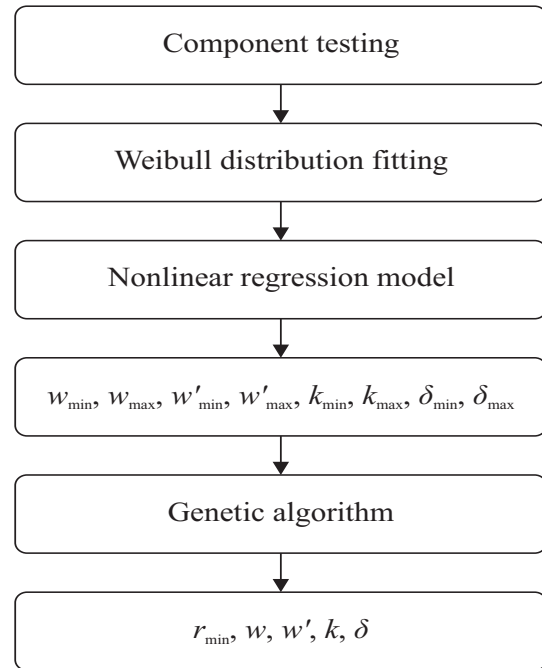 Component testing
Weibull distribution fitting
Nonlinear regression model
w_min, w_max, w′_min, w′_max, k_min, k_max, δ_min, δ_max
Genetic algorithm
r_min, w, w′, k, δ